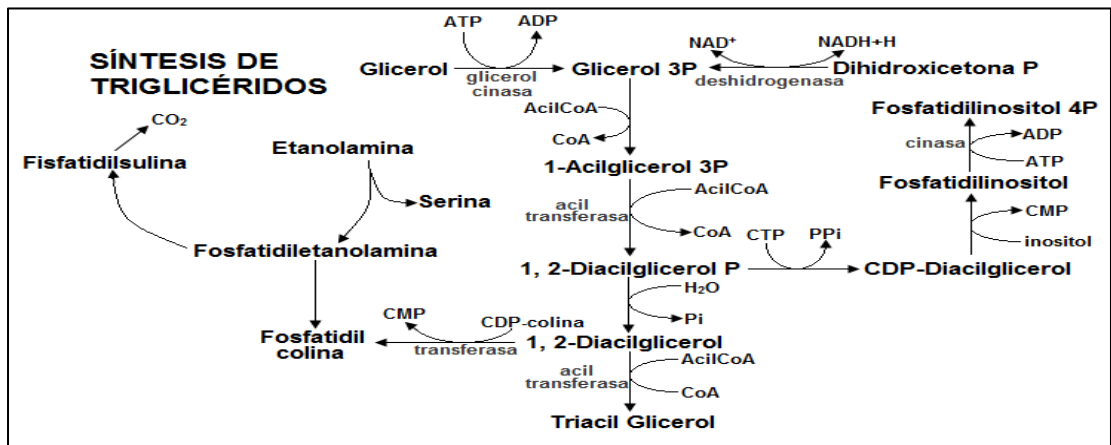 SÍNTESIS DE
TRIGLICÉRIDOS
ATP
ADP
Glicerol
glicerol
cinasa
Glicerol 3P
NAD+
NADH+H
deshidrogenasa
Dihidroxicetona P
AcilCoA
CoA
1-Acilglicerol 3P
acil
transferasa
AcilCoA
CoA
1, 2-Diacilglicerol P
CTP
PPi
CDP-Diacilglicerol
inositol
CMP
Fosfatidilinositol
cinasa
ATP
ADP
Fosfatidilinositol 4P
H2O
Pi
1, 2-Diacilglicerol
CDP-colina
CMP
transferasa
Fosfatidil
colina
acil
transferasa
AcilCoA
CoA
Triacil Glicerol
CO2
Fisfatidilsulina
Etanolamina
Serina
Fosfatidiletanolamina